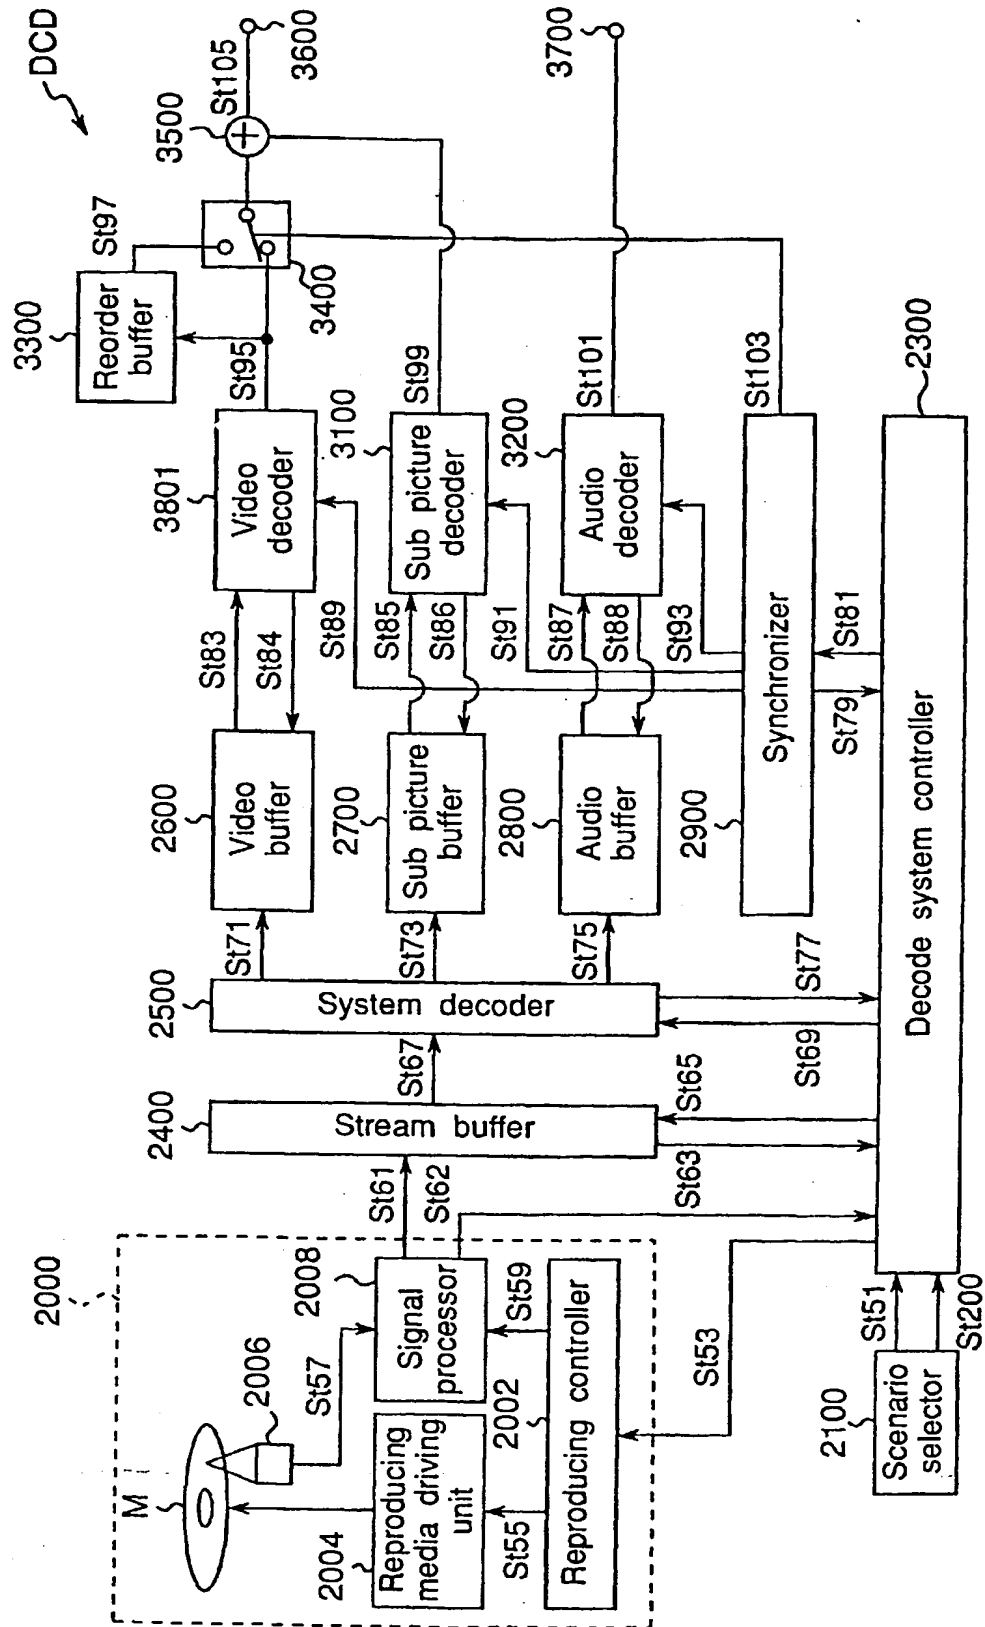 DCD
2000
M
2006
St57
2004
Reproducing
media driving
unit
2008
Signal
processor
St55
2002
St59
Reproducing controller
St53
2100
Scenario
selector
St51
St200
St61
St62
2400
Stream buffer
St63
St65
St67
2500
System decoder
St69
St77
St71
St73
St75
2600
Video
buffer
2700
Sub picture
buffer
2800
Audio
buffer
2900
Synchronizer
St79
St81
St83
St84
St89
St85
St86
St91
St87
St88
St93
3801
Video
decoder
3100
Sub picture
decoder
3200
Audio
decoder
St95
St99
St101
St103
3300
Reorder
buffer
St97
3400
3500
St105
3600
3700
2300
Decode system controller